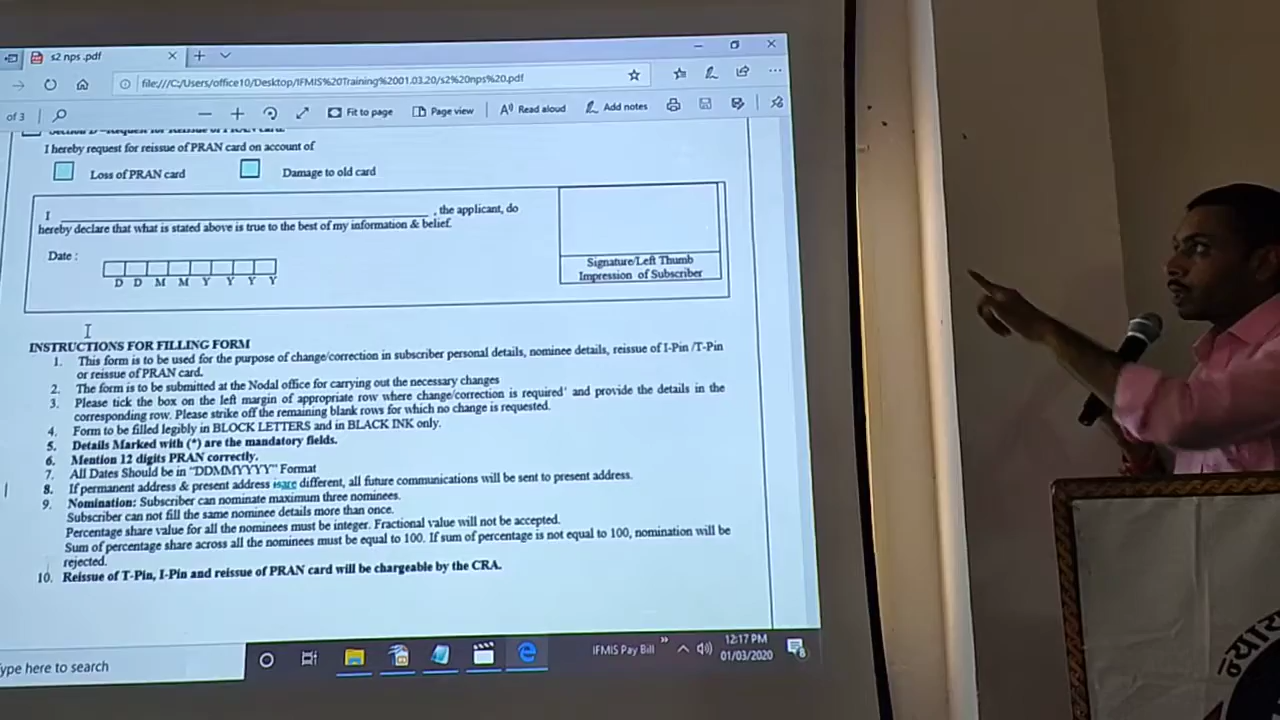 s2 nps .pdf
file:///C:/Users/office10/Desktop/IFMIS%20Training%2001.03.20/s2%20nps%20.pdf
of 3
Fit to page
Page view
Read aloud
Add notes
I hereby request for reissue of PRAN card on account of
Loss of PRAN card
Damage to old card
I ____, the applicant, do
hereby declare that what is stated above is true to the best of my information & belief.
Date :
D D M M Y Y Y Y
Signature/Left Thumb
Impression of Subscriber
INSTRUCTIONS FOR FILLING FORM
1. This form is to be used for the purpose of change/correction in subscriber personal details, nominee details, reissue of I-Pin /T-Pin
or reissue of PRAN card.
2. The form is to be submitted at the Nodal office for carrying out the necessary changes
3. Please tick the box on the left margin of appropriate row where change/correction is required' and provide the details in the
corresponding row. Please strike off the remaining blank rows for which no change is requested.
4. Form to be filled legibly in BLOCK LETTERS and in BLACK INK only.
5. Details Marked with (*) are the mandatory fields.
6. Mention 12 digits PRAN correctly.
7. All Dates Should be in "DDMMYYYY" Format
8. If permanent address & present address isare different, all future communications will be sent to present address.
9. Nomination: Subscriber can nominate maximum three nominees.
Subscriber can not fill the same nominee details more than once.
Percentage share value for all the nominees must be integer. Fractional value will not be accepted.
Sum of percentage share across all the nominees must be equal to 100. If sum of percentage is not equal to 100, nomination will be
rejected.
10. Reissue of T-Pin, I-Pin and reissue of PRAN card will be chargeable by the CRA.
ype here to search
IFMIS Pay Bill
12:17 PM
01/03/2020